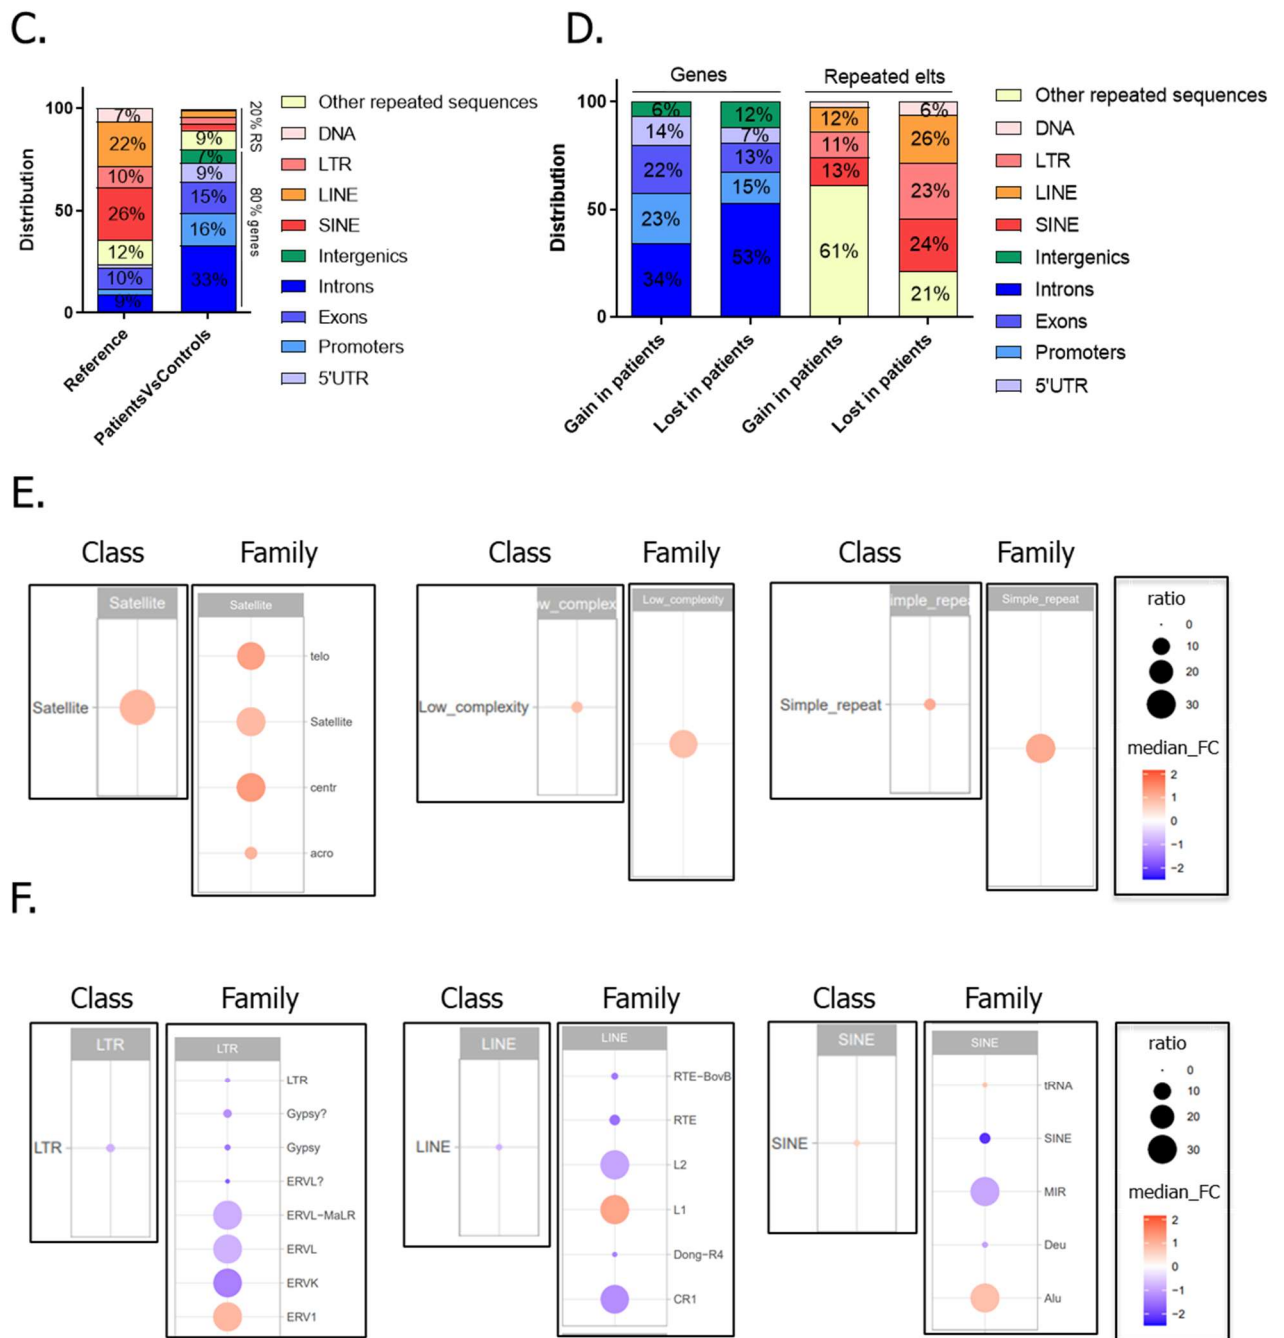 C.
100
50
0
Distribution
7%
22%
10%
26%
12%
10%
9%
9%
7%
9%
15%
16%
33%
20% RS
80% genes
Reference
PatientsVsControls
Other repeated sequences
DNA
LTR
LINE
SINE
Intergenics
Introns
Exons
Promoters
5'UTR
D.
Genes
Repeated elts
100
50
0
Distribution
6%
14%
22%
23%
34%
12%
7%
13%
15%
53%
12%
11%
13%
61%
6%
26%
23%
24%
21%
Gain in patients
Lost in patients
Gain in patients
Lost in patients
Other repeated sequences
DNA
LTR
LINE
SINE
Intergenics
Introns
Exons
Promoters
5'UTR
E.
Class
Family
Satellite
Satellite
Satellite
telo
Satellite
centr
acro
Class
Family
w_complex
Low_complexity
Low_complexity
Class
Family
imple_repea
Simple_repeat
Simple_repeat
ratio
0
10
20
30
median_FC
2
1
0
−1
−2
F.
Class
Family
LTR
LTR
LTR
LTR
Gypsy?
Gypsy
ERVL?
ERVL−MaLR
ERVL
ERVK
ERV1
Class
Family
LINE
LINE
LINE
RTE−BovB
RTE
L2
L1
Dong−R4
CR1
Class
Family
SINE
SINE
SINE
tRNA
SINE
MIR
Deu
Alu
ratio
0
10
20
30
median_FC
2
1
0
−1
−2